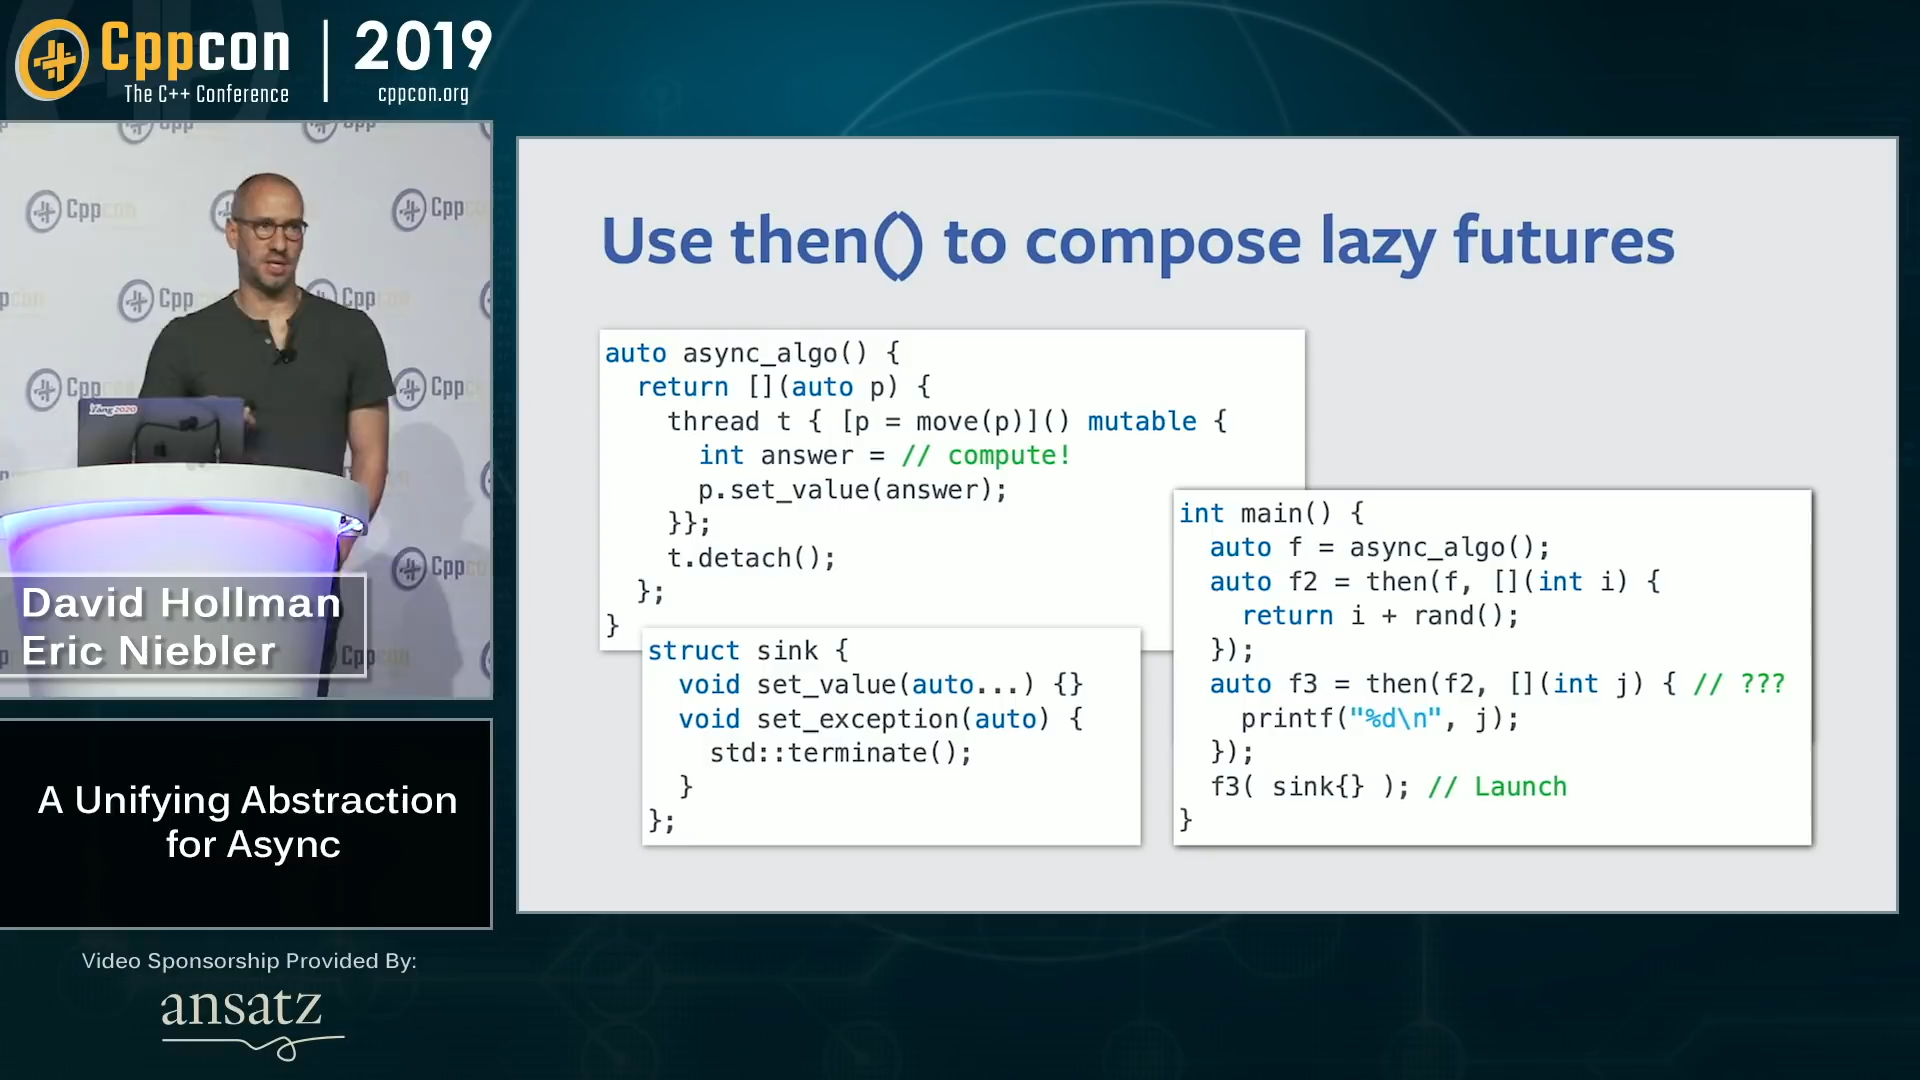 Cppcon
The C++ Conference
2019
cppcon.org
Yang2020
David Hollman
Eric Niebler
A Unifying Abstraction
for Async
Video Sponsorship Provided By:
ansatz
Use then() to compose lazy futures
auto async_algo() {
return [](auto p) {
thread t { [p = move(p)]() mutable {
int answer = // compute!
p.set_value(answer);
}};
t.detach();
};
}
struct sink {
void set_value(auto...) {}
void set_exception(auto) {
std::terminate();
}
};
int main() {
auto f = async_algo();
auto f2 = then(f, [](int i) {
return i + rand();
});
auto f3 = then(f2, [](int j) { // ???
printf("%d\n", j);
});
f3( sink{} ); // Launch
}